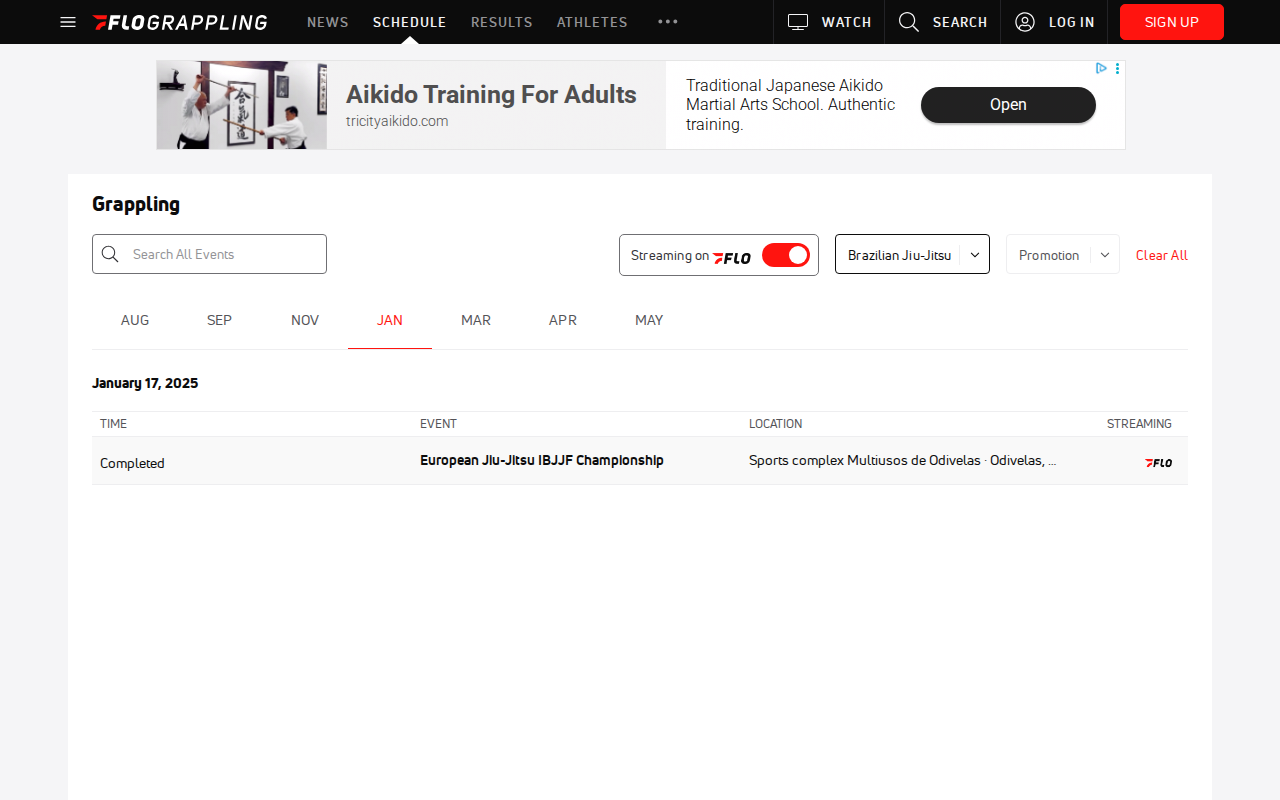 FLOGRAPPLING NEWS SCHEDULE RESULTS ATHLETES WATCH SEARCH LOG IN SIGN UP
Aikido Training For Adults
tricityaikido.com
Traditional Japanese Aikido
Martial Arts School. Authentic
training.
Open
Grappling
Search All Events
Streaming on FLO
Brazilian Jiu-Jitsu
Promotion
Clear All
AUG SEP NOV JAN MAR APR MAY
January 17, 2025
TIME EVENT LOCATION STREAMING
Completed European Jiu-Jitsu IBJJF Championship Sports complex Multiusos de Odivelas · Odivelas, ... FLO